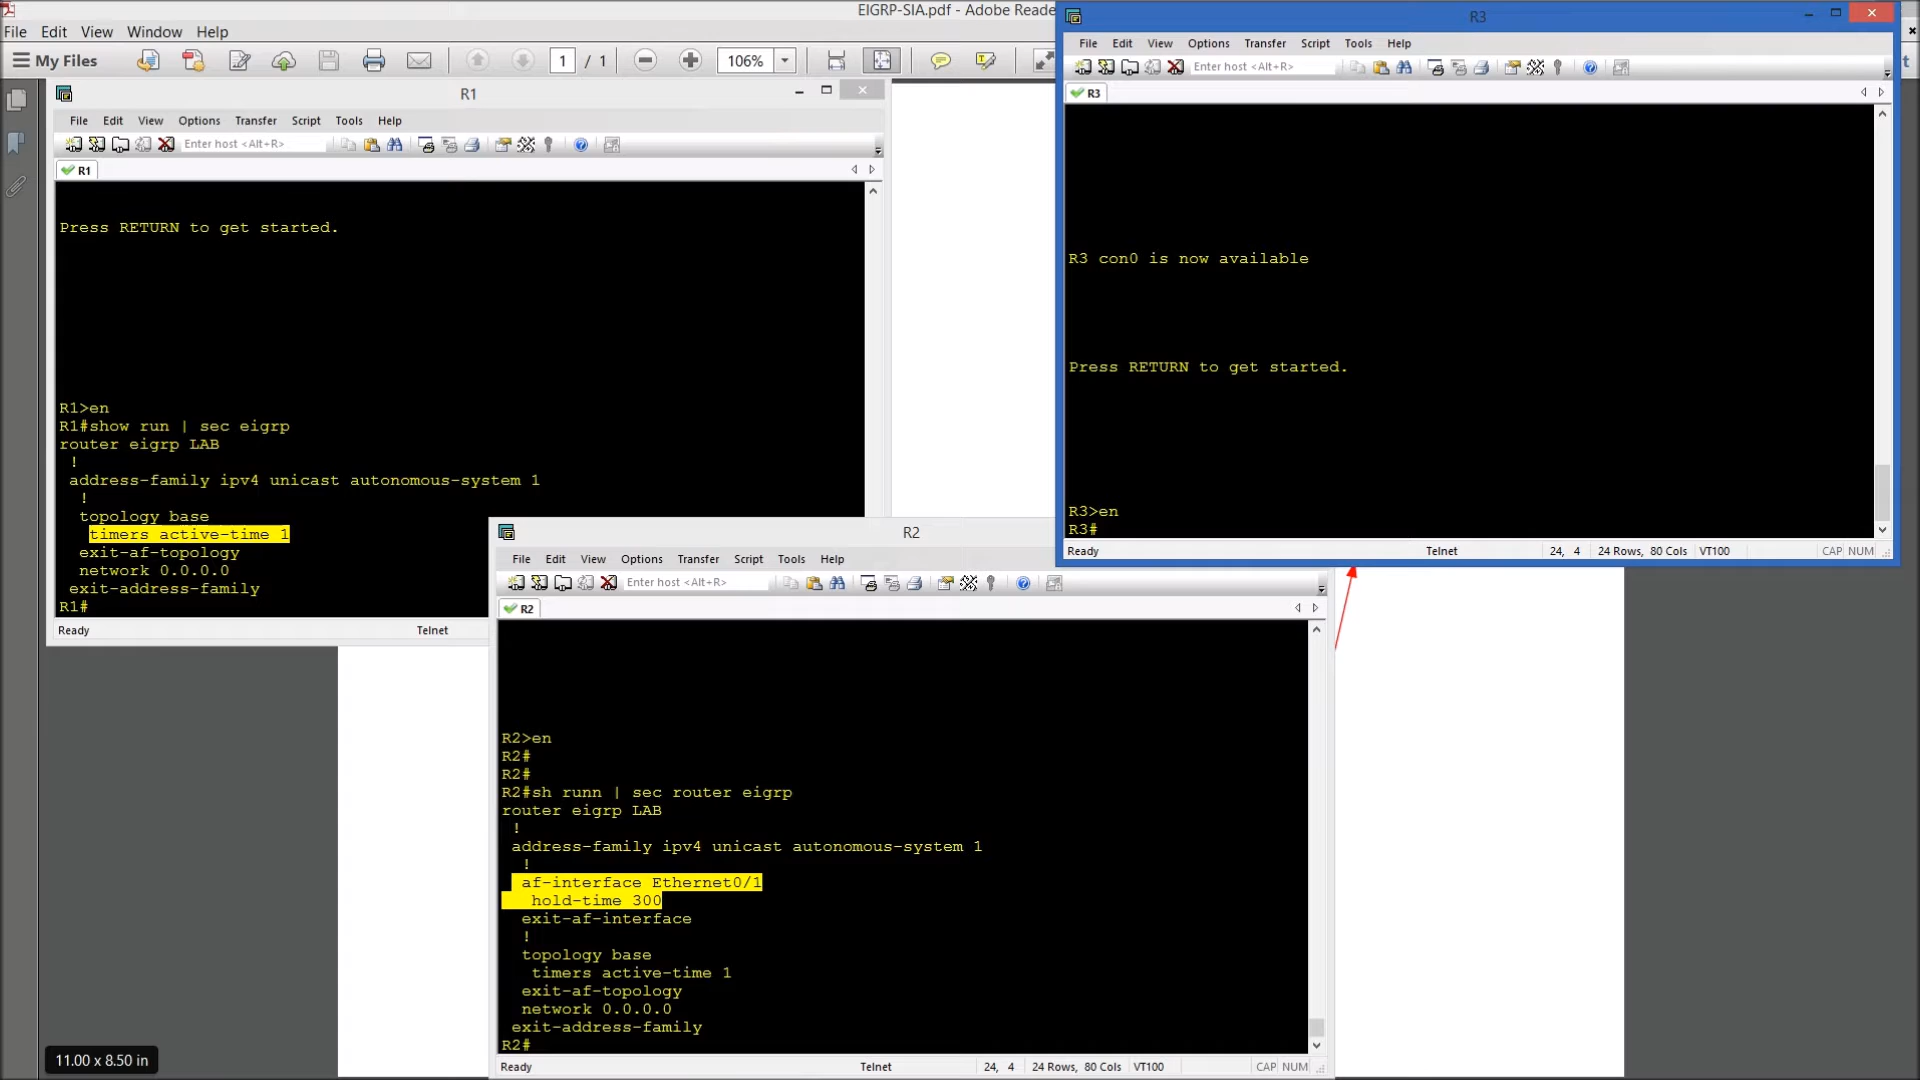 EIGRP-SIA.pdf - Adobe Reade
File Edit View Window Help
My Files
1 / 1
106%
R1
File Edit View Options Transfer Script Tools Help
Enter host <Alt+R>
R1
Press RETURN to get started.
R1>en
R1#show run | sec eigrp
router eigrp LAB
!
address-family ipv4 unicast autonomous-system 1
!
topology base
timers active-time 1
exit-af-topology
network 0.0.0.0
exit-address-family
R1#
Ready Telnet
R3
File Edit View Options Transfer Script Tools Help
Enter host <Alt+R>
R3
R3 con0 is now available
Press RETURN to get started.
R3>en
R3#
Ready Telnet 24, 4 24 Rows, 80 Cols VT100 CAP NUM
R2
File Edit View Options Transfer Script Tools Help
Enter host <Alt+R>
R2
R2>en
R2#
R2#
R2#sh runn | sec router eigrp
router eigrp LAB
!
address-family ipv4 unicast autonomous-system 1
!
af-interface Ethernet0/1
hold-time 300
exit-af-interface
!
topology base
timers active-time 1
exit-af-topology
network 0.0.0.0
exit-address-family
R2#
Ready Telnet 24, 4 24 Rows, 80 Cols VT100 CAP NUM
11.00 x 8.50 in